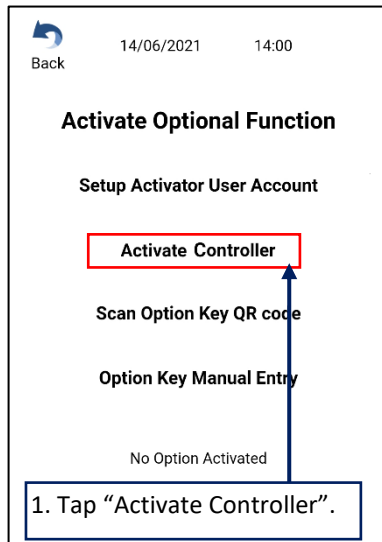 14/06/2021 14:00
Back
Activate Optional Function
Setup Activator User Account
Activate Controller
Scan Option Key QR code
Option Key Manual Entry
No Option Activated
1. Tap “Activate Controller”.